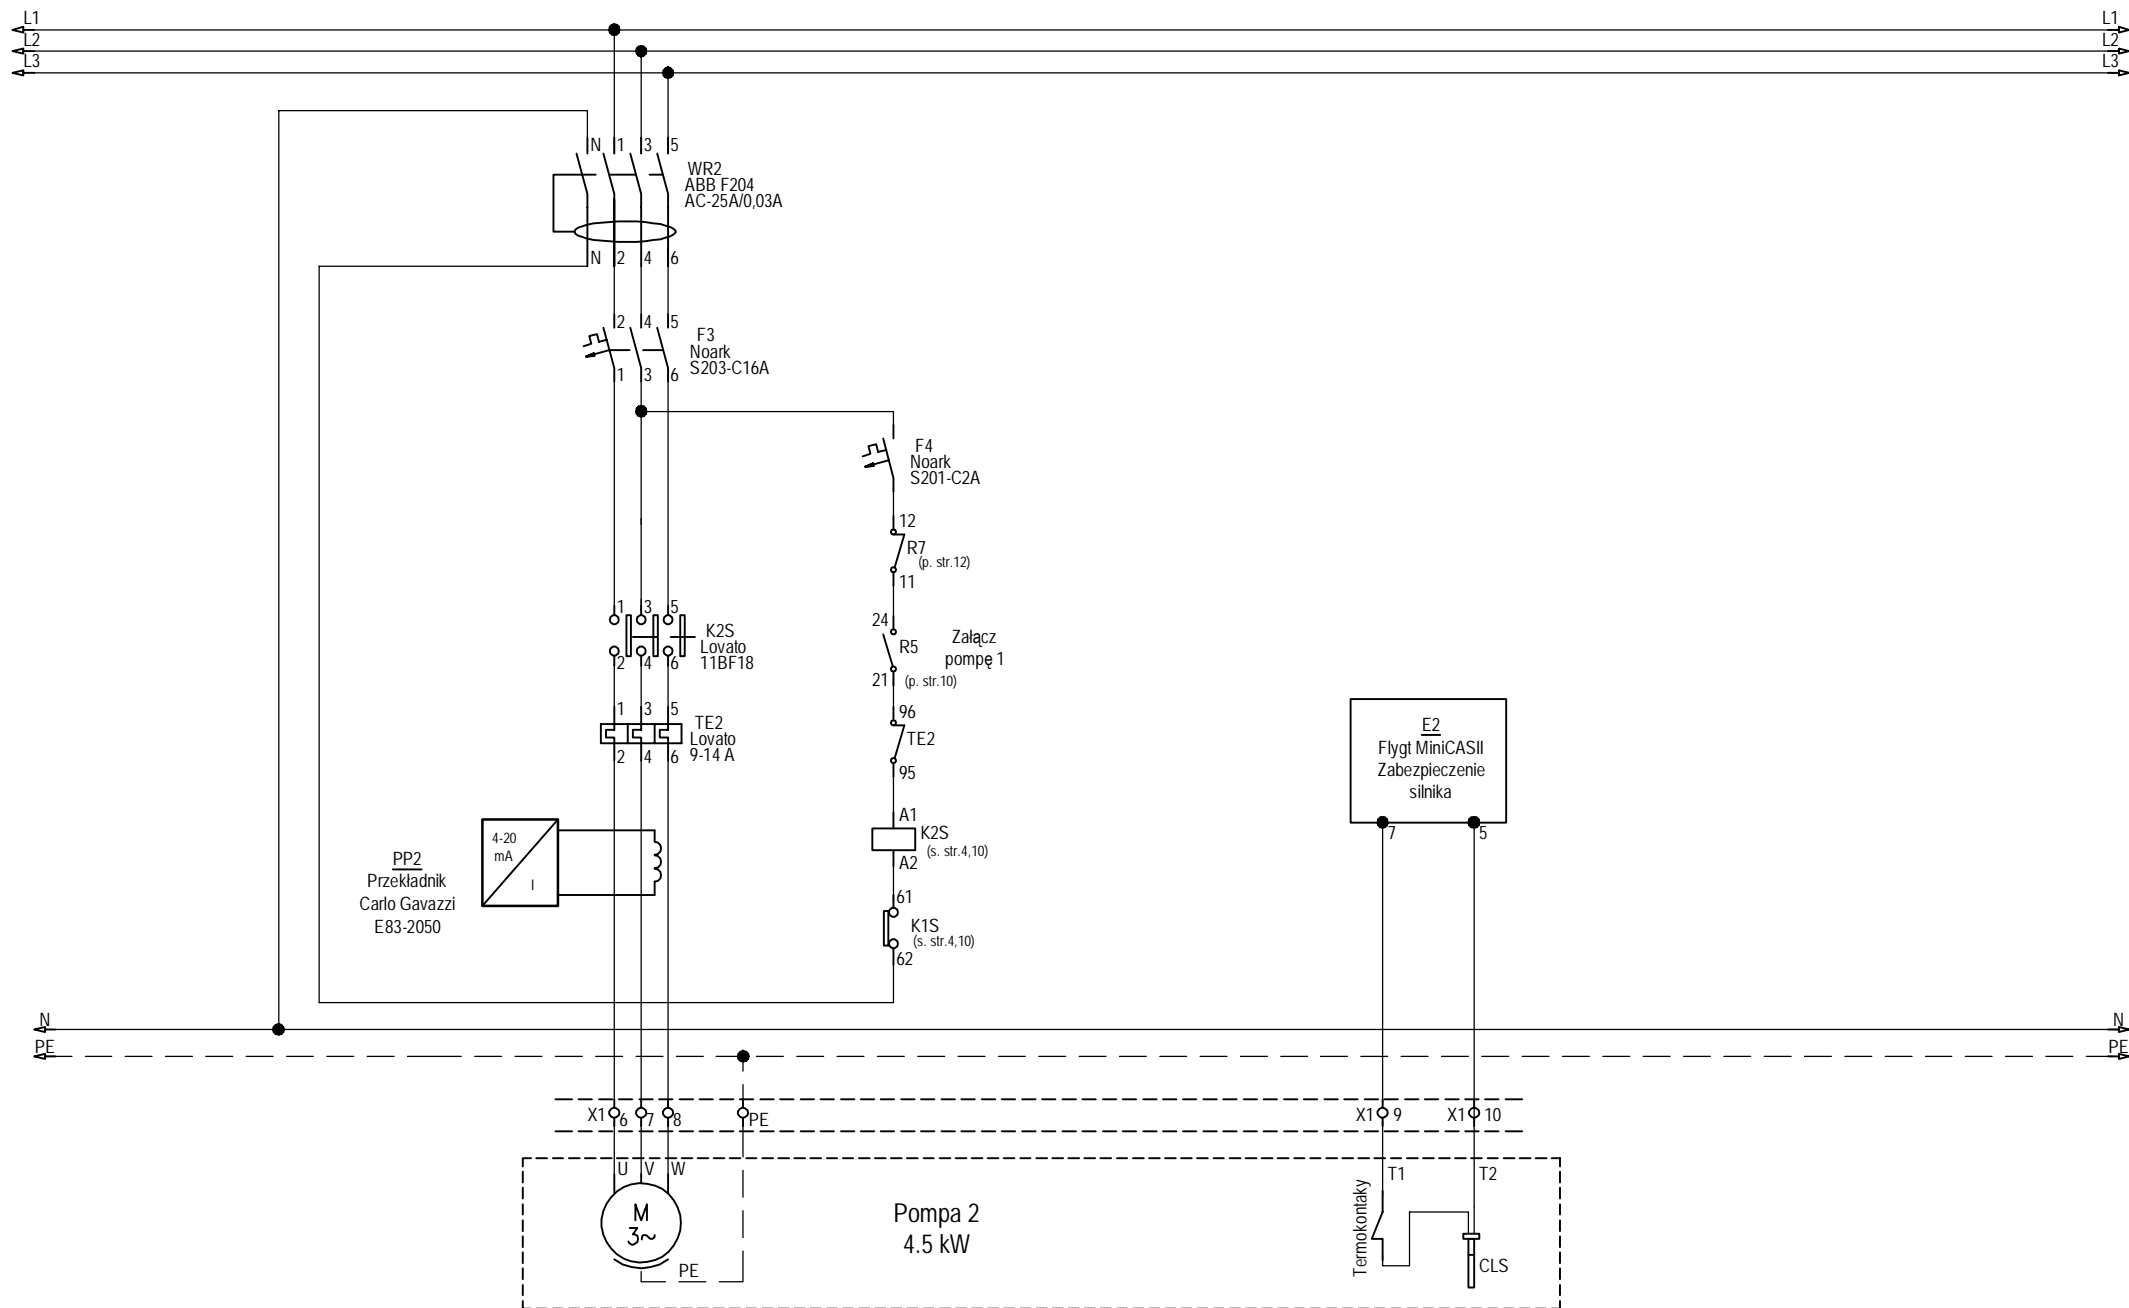 L1 L1
L2 L2
L3 L3
N 1 3 5
WR2
ABB F204
AC-25A/0,03A
N 2 4 6
2 4 5
F3
Noark
S203-C16A
1 3 6
F4
Noark
S201-C2A
12
R7
(p. str.12)
11
1 3 5
K2S
Lovato
11BF18
2 4 6
24
R5
21 (p. str.10)
Załącz
pompę 1
1 3 5
TE2
Lovato
9-14 A
2 4 6
96
TE2
95
E2
Flygt MiniCASII
Zabezpieczenie
silnika
7 5
4-20
mA
I
PP2
Przekładnik
Carlo Gavazzi
E83-2050
A1
K2S
(s. str.4,10)
A2
61
K1S
(s. str.4,10)
62
N N
PE PE
X1 6 7 8 PE X1 9 X1 10
U V W T1 T2
M
3~
PE
Pompa 2
4.5 kW
Termokontaky
CLS